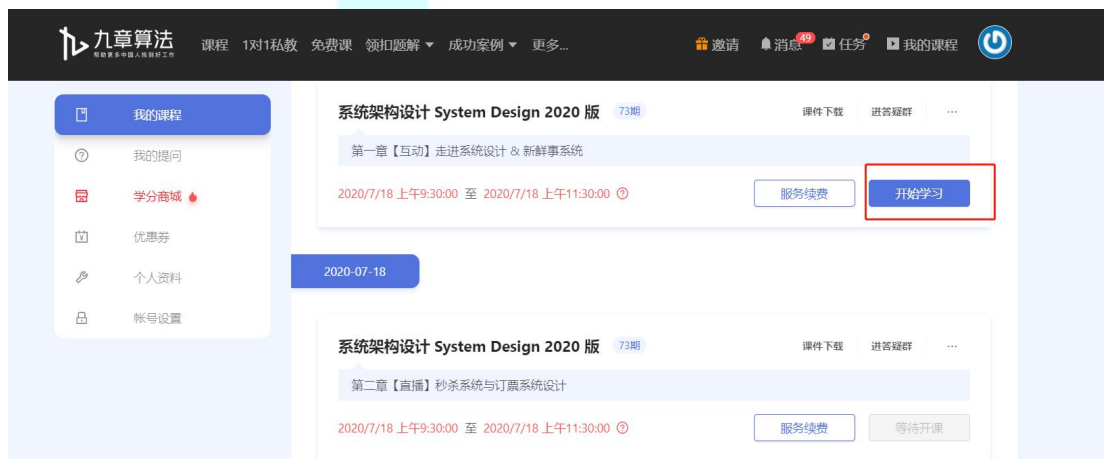 九章算法
帮助更多中国人找到好工作
课程 1对1私教 免费课 领扣题解 成功案例 更多...
邀请 消息 49 任务 我的课程
我的课程
我的提问
学分商城
优惠券
个人资料
帐号设置
系统架构设计 System Design 2020 版 73期 课件下载 进答疑群 ...
第一章【互动】走进系统设计 & 新鲜事系统
2020/7/18 上午9:30:00 至 2020/7/18 上午11:30:00 服务续费 开始学习
2020-07-18
系统架构设计 System Design 2020 版 73期 课件下载 进答疑群 ...
第二章【直播】秒杀系统与订票系统设计
2020/7/18 上午9:30:00 至 2020/7/18 上午11:30:00 服务续费 等待开课